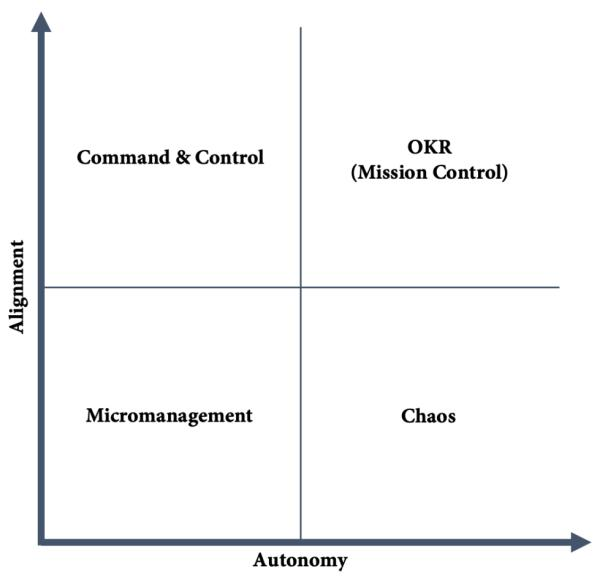 Command & Control
OKR
(Mission Control)
Alignment
Micromanagement
Chaos
Autonomy